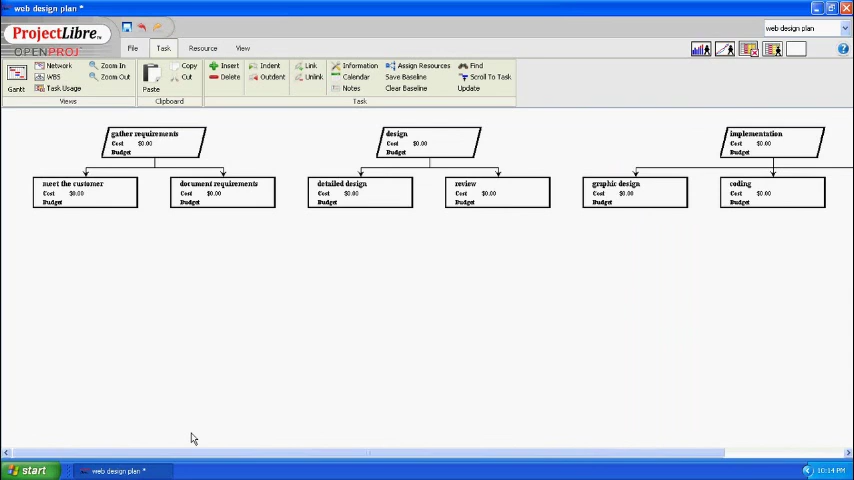 web design plan *
ProjectLibre™
OPENPROJ
web design plan
File Task Resource View
Network Zoom In Copy Insert Indent Link Information Assign Resources Find
WBS Zoom Out Cut Delete Outdent Unlink Calendar Save Baseline Scroll To Task
Gantt Task Usage Paste Notes Clear Baseline Update
Views Clipboard Task
gather requirements
Cost $0.00
Budget
design
Cost $0.00
Budget
implementation
Cost $0.00
Budget
meet the customer
Cost $0.00
Budget
document requirements
Cost $0.00
Budget
detailed design
Cost $0.00
Budget
review
Cost $0.00
Budget
graphic design
Cost $0.00
Budget
coding
Cost $0.00
Budget
start web design plan * 10:14 PM